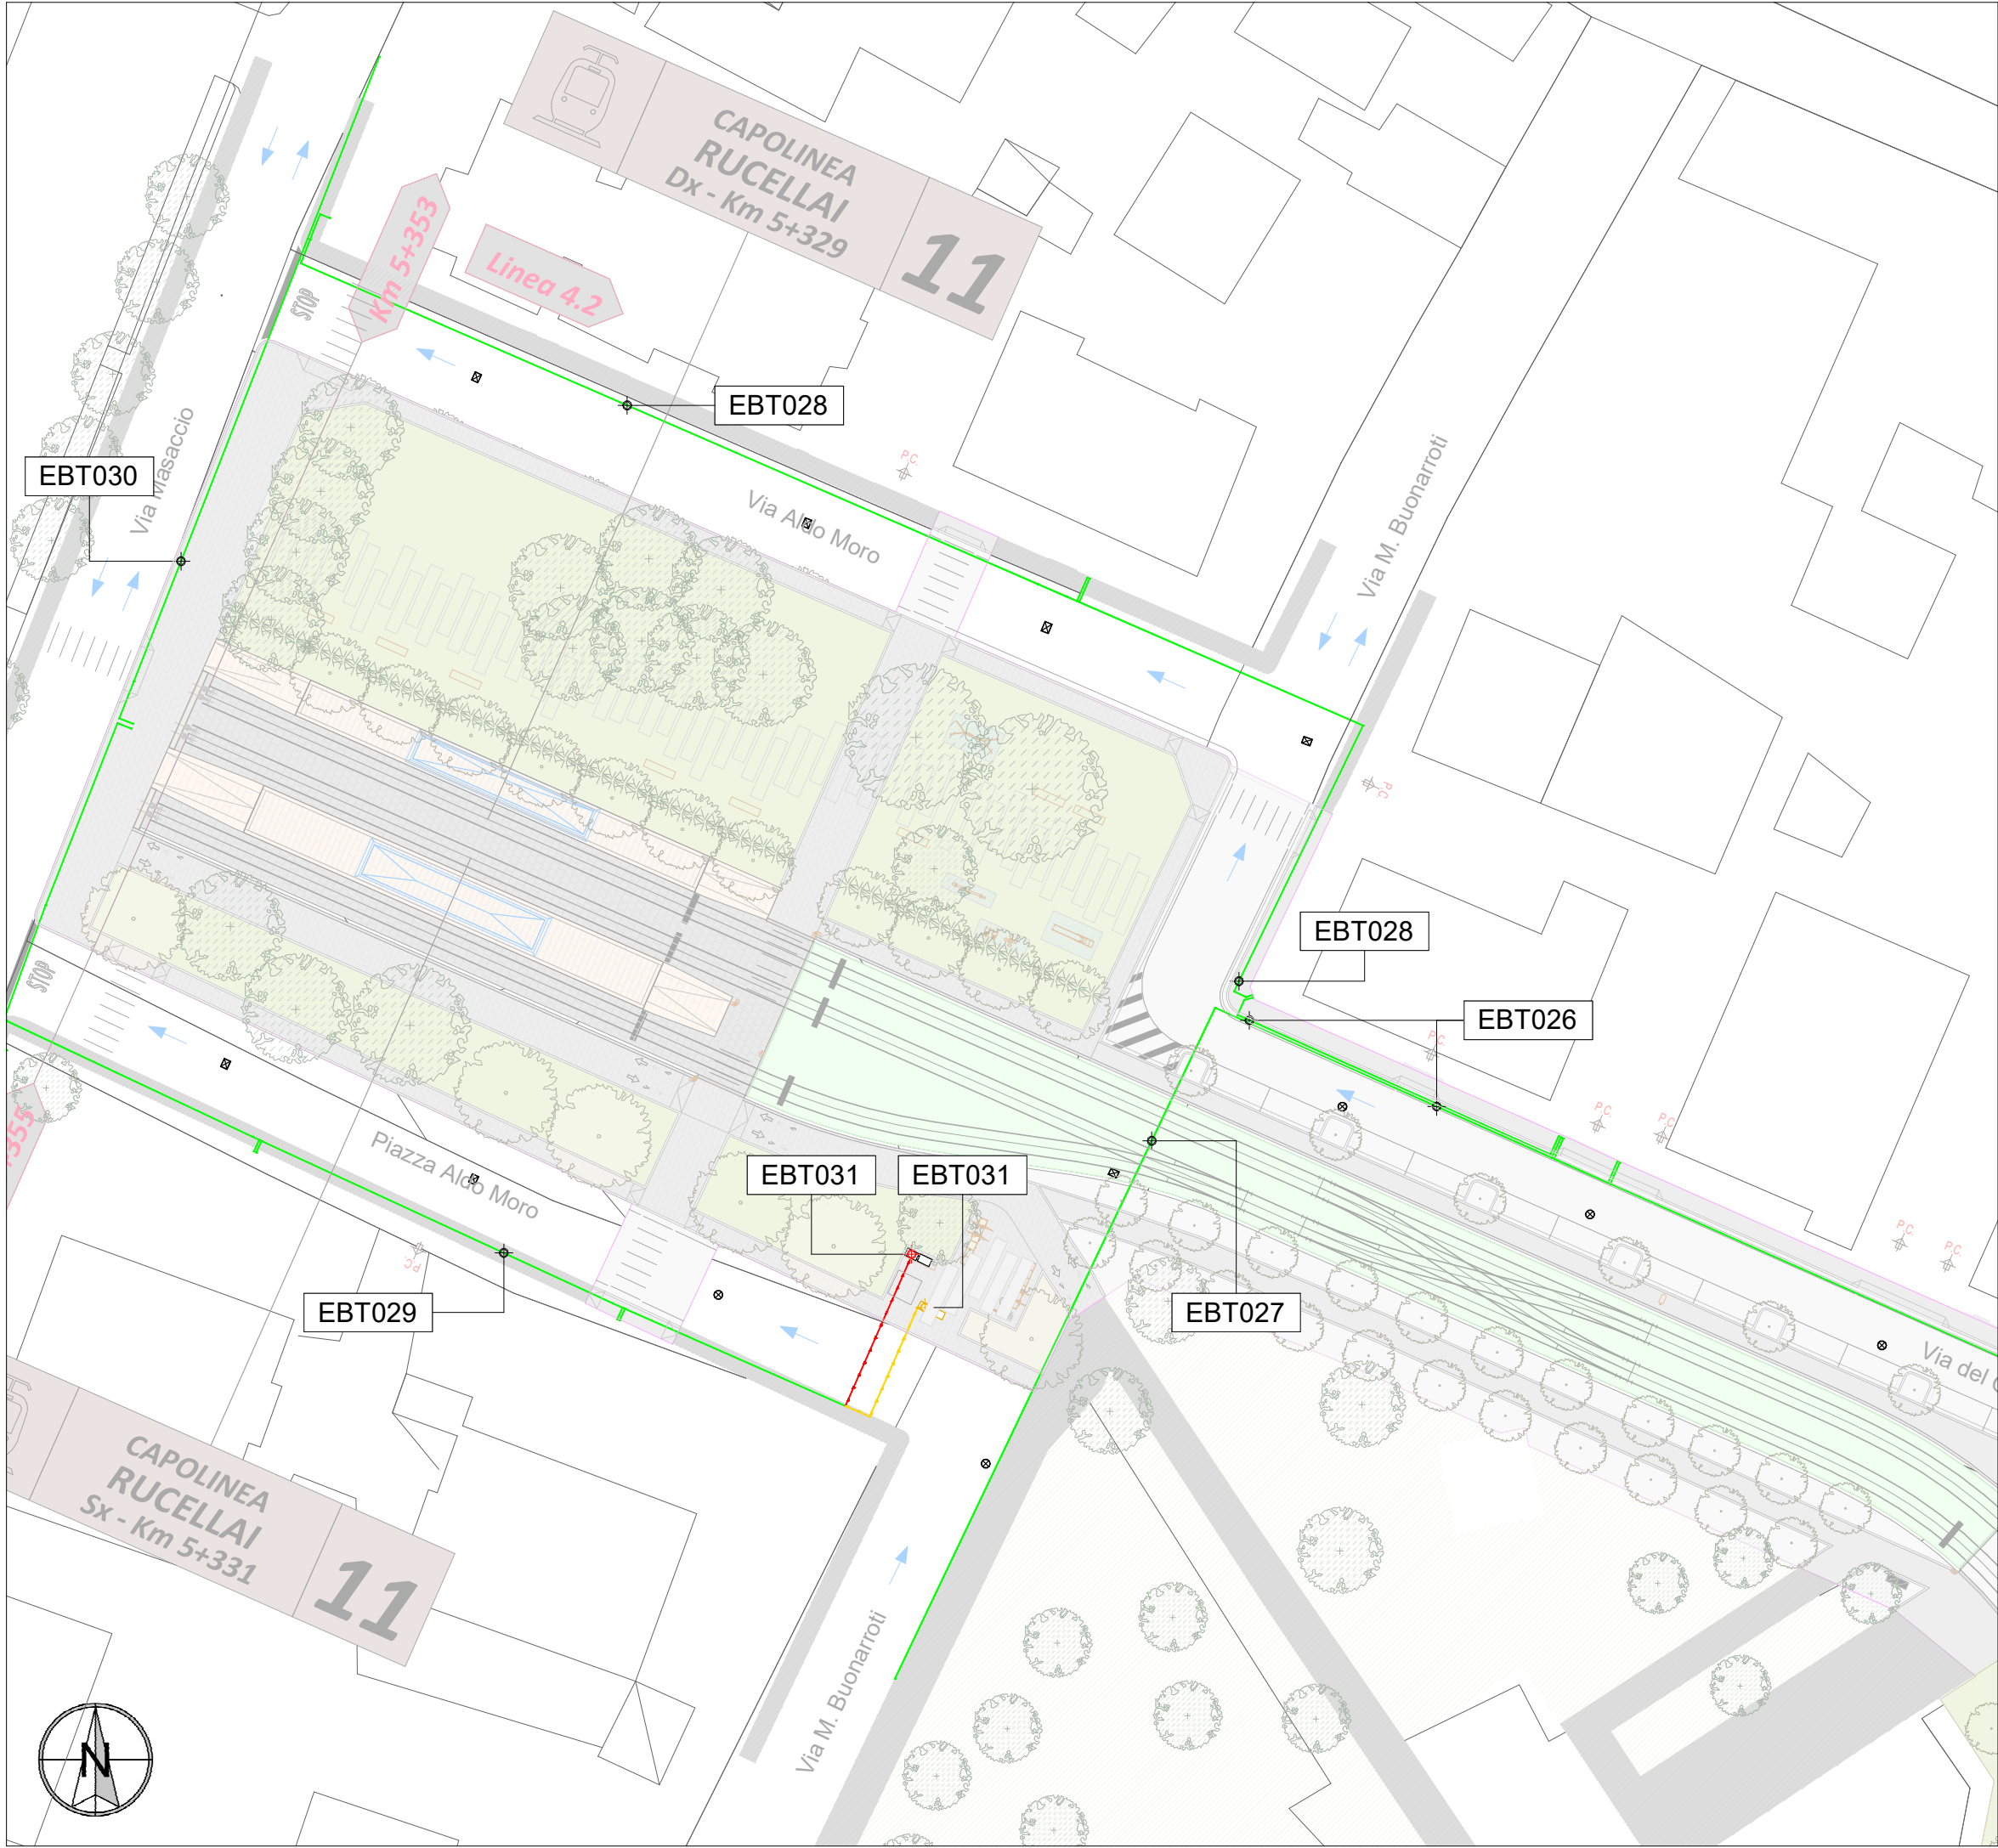 CAPOLINEA
RUCELLAI
Dx - Km 5+329
11
Km 5+353
Linea 4.2
STOP
EBT028
EBT030
Via Masaccio
P.C.
Via Aldo Moro
Via M. Buonarroti
P.C.
EBT028
EBT026
P.C.
P.C.
P.C.
P.C.
P.C.
STOP
Piazza Aldo Moro
EBT031
EBT031
P.C.
EBT029
EBT027
Via del
355
CAPOLINEA
RUCELLAI
Sx - Km 5+331
11
Via M. Buonarroti
N